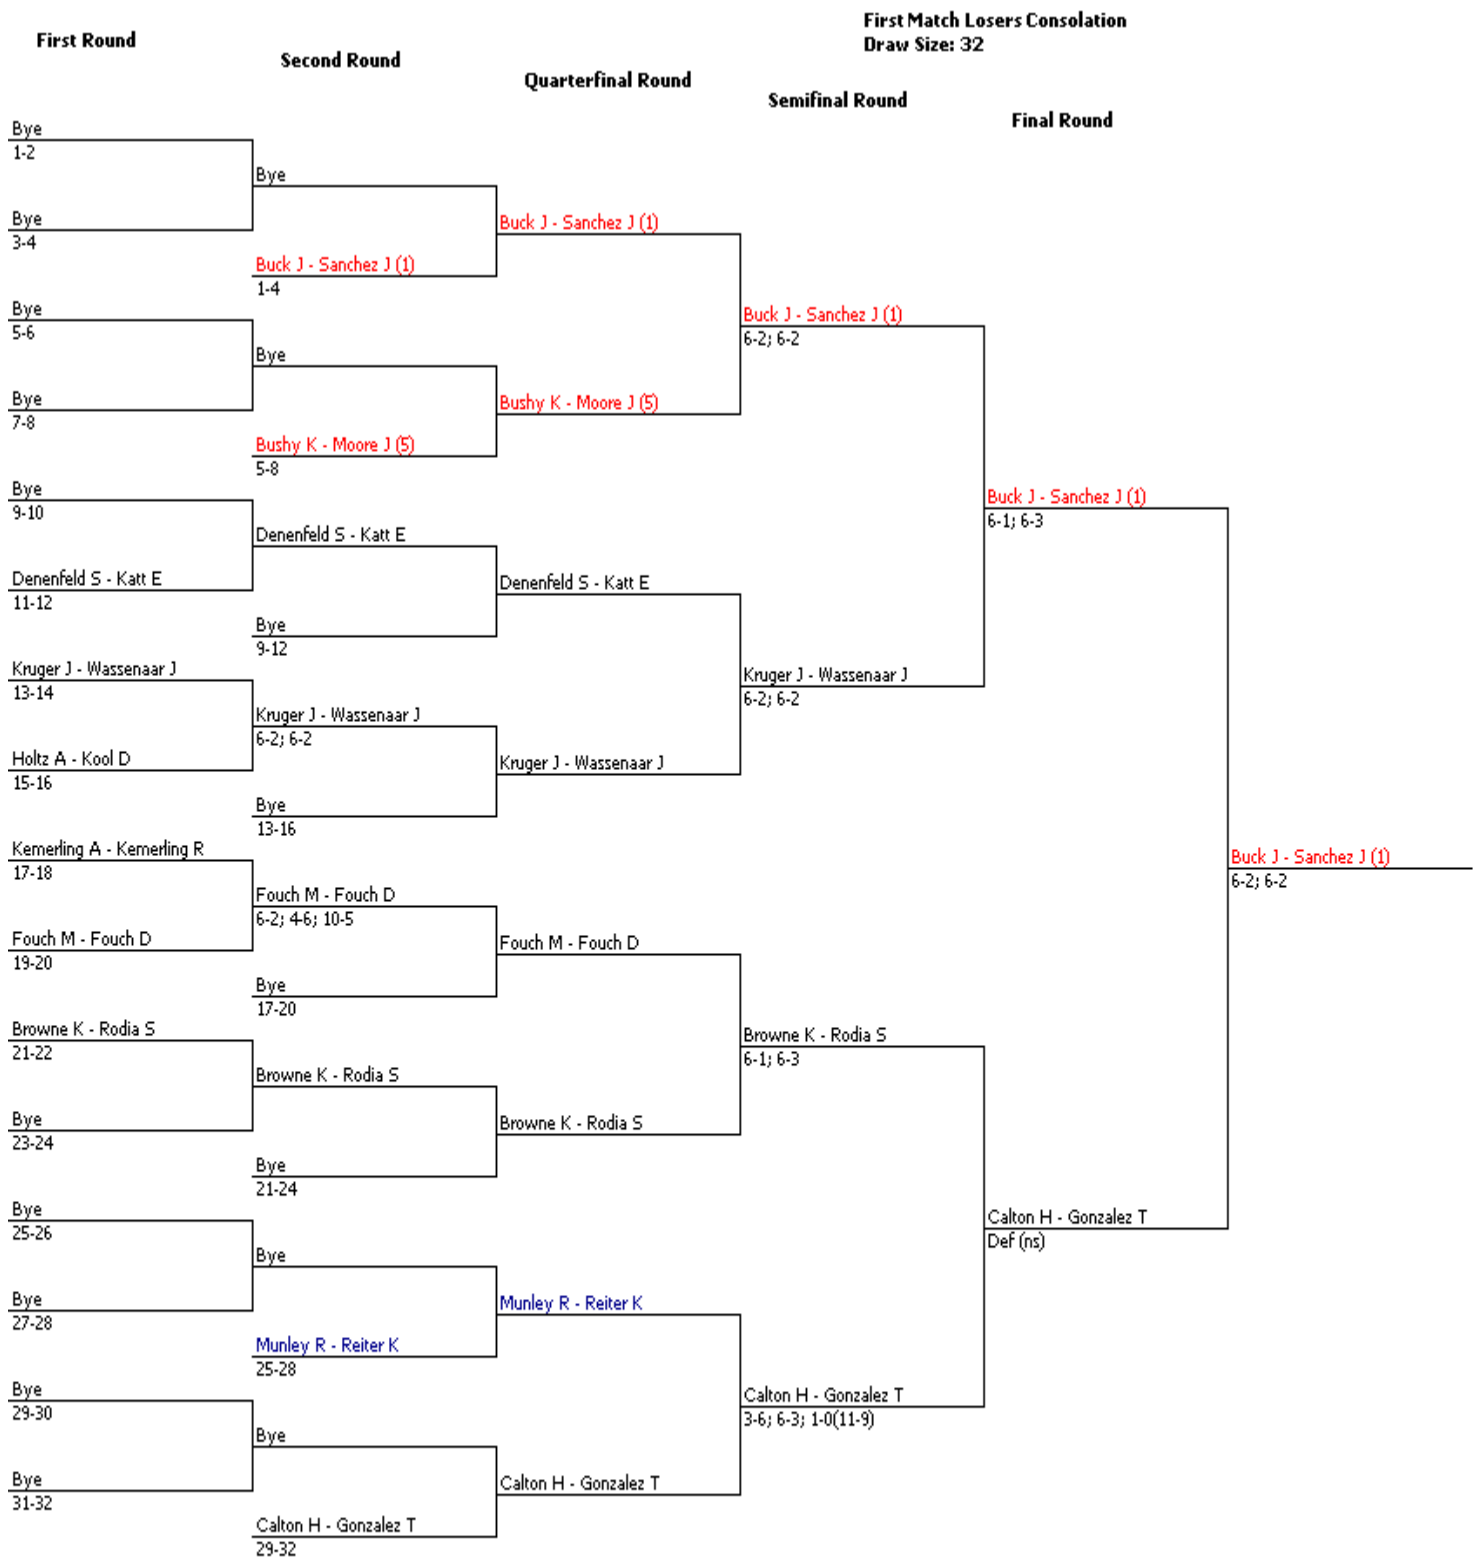 First Match Losers Consolation
Draw Size: 32
First Round
Second Round
Quarterfinal Round
Semifinal Round
Final Round
Bye
1-2
Bye
3-4
Bye
5-6
Bye
7-8
Bye
9-10
Denenfeld S - Katt E
11-12
Kruger J - Wassenaar J
13-14
Holtz A - Kool D
15-16
Kemerling A - Kemerling R
17-18
Fouch M - Fouch D
19-20
Browne K - Rodia S
21-22
Bye
23-24
Bye
25-26
Bye
27-28
Bye
29-30
Bye
31-32
Bye
Buck J - Sanchez J (1)
1-4
Bye
Bushy K - Moore J (5)
5-8
Denenfeld S - Katt E
Bye
9-12
Kruger J - Wassenaar J
6-2; 6-2
Bye
13-16
Fouch M - Fouch D
6-2; 4-6; 10-5
Bye
17-20
Browne K - Rodia S
Bye
21-24
Bye
Munley R - Reiter K
25-28
Bye
Calton H - Gonzalez T
29-32
Buck J - Sanchez J (1)
Bushy K - Moore J (5)
Denenfeld S - Katt E
Kruger J - Wassenaar J
Fouch M - Fouch D
Browne K - Rodia S
Munley R - Reiter K
Calton H - Gonzalez T
Buck J - Sanchez J (1)
6-2; 6-2
Kruger J - Wassenaar J
6-2; 6-2
Browne K - Rodia S
6-1; 6-3
Calton H - Gonzalez T
3-6; 6-3; 1-0(11-9)
Buck J - Sanchez J (1)
6-1; 6-3
Calton H - Gonzalez T
Def (ns)
Buck J - Sanchez J (1)
6-2; 6-2